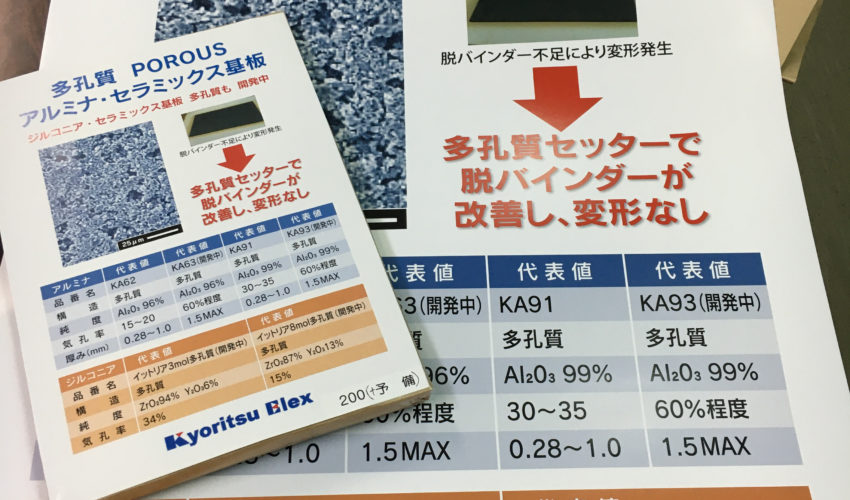 多孔質 POROUS
アルミナ・セラミックス基板
ジルコニア・セラミックス基板 多孔質も 開発中
脱バインダー不足により変形発生
多孔質セッターで
脱バインダーが
改善し、変形なし
25μm
アルミナ 代表値 代表値 代表値 代表値
品番名 KA62 KA63(開発中) KA91 KA93(開発中)
構造 多孔質 多孔質 多孔質 多孔質
純度 Al₂O₃ 96% Al₂O₃ 96% Al₂O₃ 99% Al₂O₃ 99%
気孔率 15～20 60%程度 30～35 60%程度
厚み(mm) 0.28～1.0 1.5MAX 0.28～1.0 1.5MAX
ジルコニア 代表値 代表値
品番名 イットリア3mol多孔質(開発中) イットリア8mol多孔質(開発中)
構造 多孔質 多孔質
純度 ZrO₂94% Y₂O₃6% ZrO₂87% Y₂O₃13%
気孔率 34% 15%
Kyoritsu Elex
200(+予備)
脱バインダー不足により変形発生
多孔質セッターで
脱バインダーが
改善し、変形なし
代表値 代表値 代表値
63(開発中) KA91 KA93(開発中)
多孔質 多孔質
96% Al₂O₃ 99% Al₂O₃ 99%
60%程度 30～35 60%程度
～1.0 1.5MAX 0.28～1.0 1.5MAX